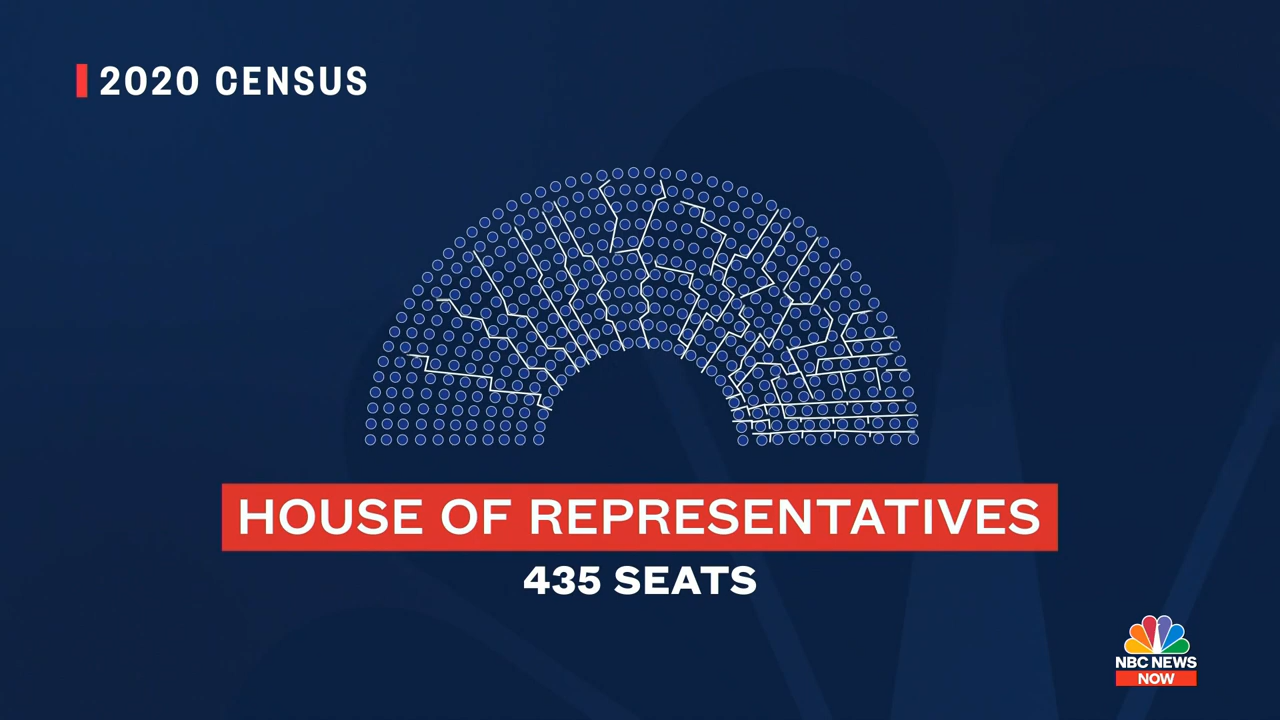 2020 CENSUS
HOUSE OF REPRESENTATIVES
435 SEATS
NBC NEWS
NOW